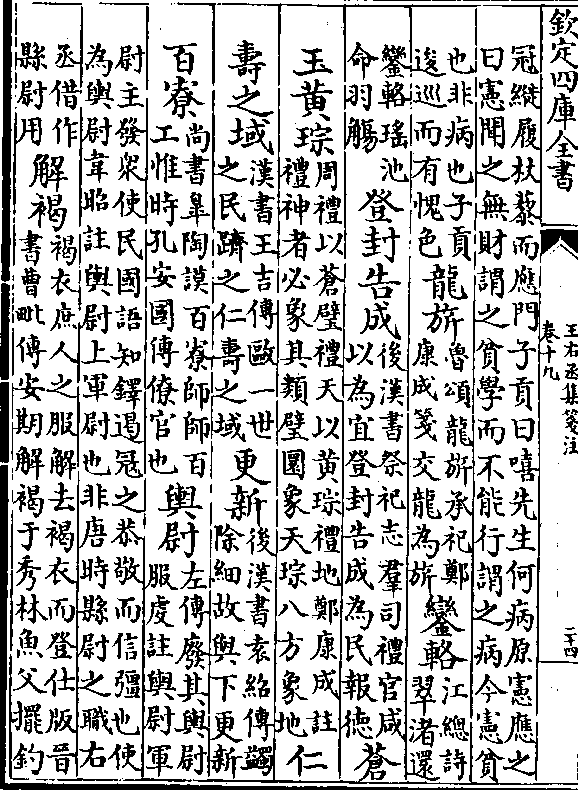 欽定四庫全書
王右丞集箋注
卷十九
二十四
冠縰履杖藜而應門子貢曰嘻先生何病原憲應之
曰憲聞之無財謂之貧學而不能行謂之病今憲貧
也非病也子貢逡巡而有愧色龍旂魯頌龍旂承祀鄭康成箋交龍為旂鑾輅江總詩翠渚還
鑾輅瑶池命羽觴登封告成後漢書祭祀志羣司禮官咸以為宜登封告成為民報德蒼
玉黄琮周禮以蒼璧禮天以黄琮禮地鄭康成註禮神者必象其類璧圜象天琮八方象地仁
壽之域漢書王吉傳歐一世之民躋之仁壽之域更新後漢書袁紹傳蠲除細故與下更新
百寮尚書臯陶謨百寮師師百工惟時孔安國傳僚官也輿尉左傳廢其輿尉服虔註輿尉軍
尉主發衆使民國語知鐸遏冠之恭敬而信彊也使
為輿尉韋昭註輿尉上軍尉也非唐時縣尉之職右
丞借作縣尉用解褐褐衣庶人之服解去褐衣而登仕版晉書曹毗傳安期解褐于秀林魚父擺鈎